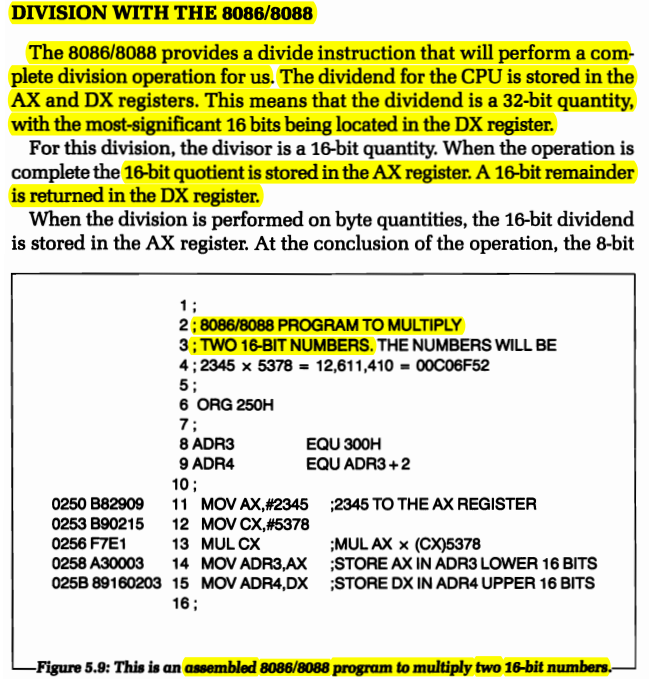 DIVISION WITH THE 8086/8088
The 8086/8088 provides a divide instruction that will perform a com-
plete division operation for us. The dividend for the CPU is stored in the
AX and DX registers. This means that the dividend is a 32-bit quantity,
with the most-significant 16 bits being located in the DX register.
For this division, the divisor is a 16-bit quantity. When the operation is
complete the 16-bit quotient is stored in the AX register. A 16-bit remainder
is returned in the DX register.
When the division is performed on byte quantities, the 16-bit dividend
is stored in the AX register. At the conclusion of the operation, the 8-bit
1 ;
2 ; 8086/8088 PROGRAM TO MULTIPLY
3 ; TWO 16-BIT NUMBERS. THE NUMBERS WILL BE
4 ; 2345 × 5378 = 12,611,410 = 00C06F52
5 ;
6 ORG 250H
7 ;
8 ADR3 EQU 300H
9 ADR4 EQU ADR3+2
10 ;
0250 B82909 11 MOV AX,#2345 ;2345 TO THE AX REGISTER
0253 B90215 12 MOV CX,#5378
0256 F7E1 13 MUL CX ;MUL AX × (CX)5378
0258 A30003 14 MOV ADR3,AX ;STORE AX IN ADR3 LOWER 16 BITS
025B 89160203 15 MOV ADR4,DX ;STORE DX IN ADR4 UPPER 16 BITS
16 ;
Figure 5.9: This is an assembled 8086/8088 program to multiply two 16-bit numbers.